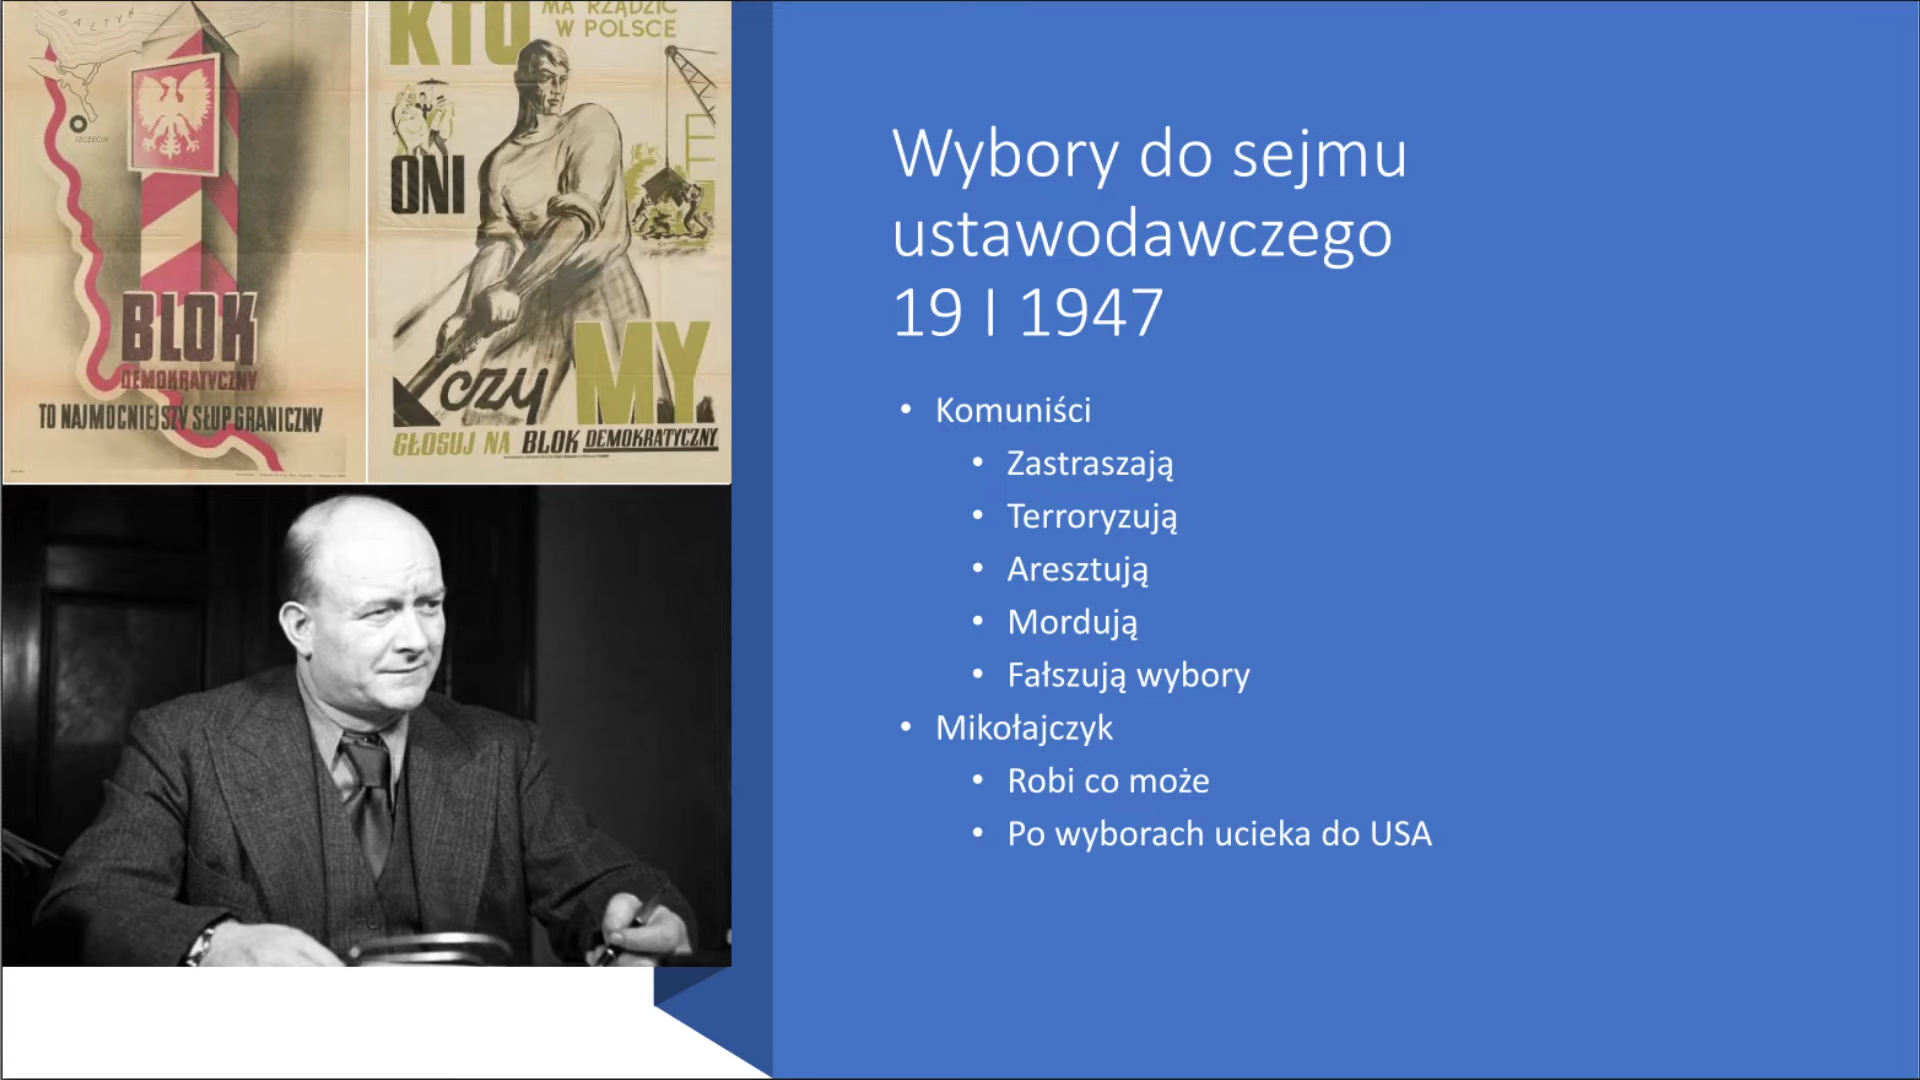 BAŁTYK
SZCZECIN
BLOK
DEMOKRATYCZNY
TO NAJMOCNIEJSZY SŁUP GRANICZNY
KTO MA RZĄDZIĆ
W POLSCE
ONI
czy MY
GŁOSUJ NA BLOK DEMOKRATYCZNY
Wybory do sejmu
ustawodawczego
19 I 1947
• Komuniści
• Zastraszają
• Terroryzują
• Aresztują
• Mordują
• Fałszują wybory
• Mikołajczyk
• Robi co może
• Po wyborach ucieka do USA